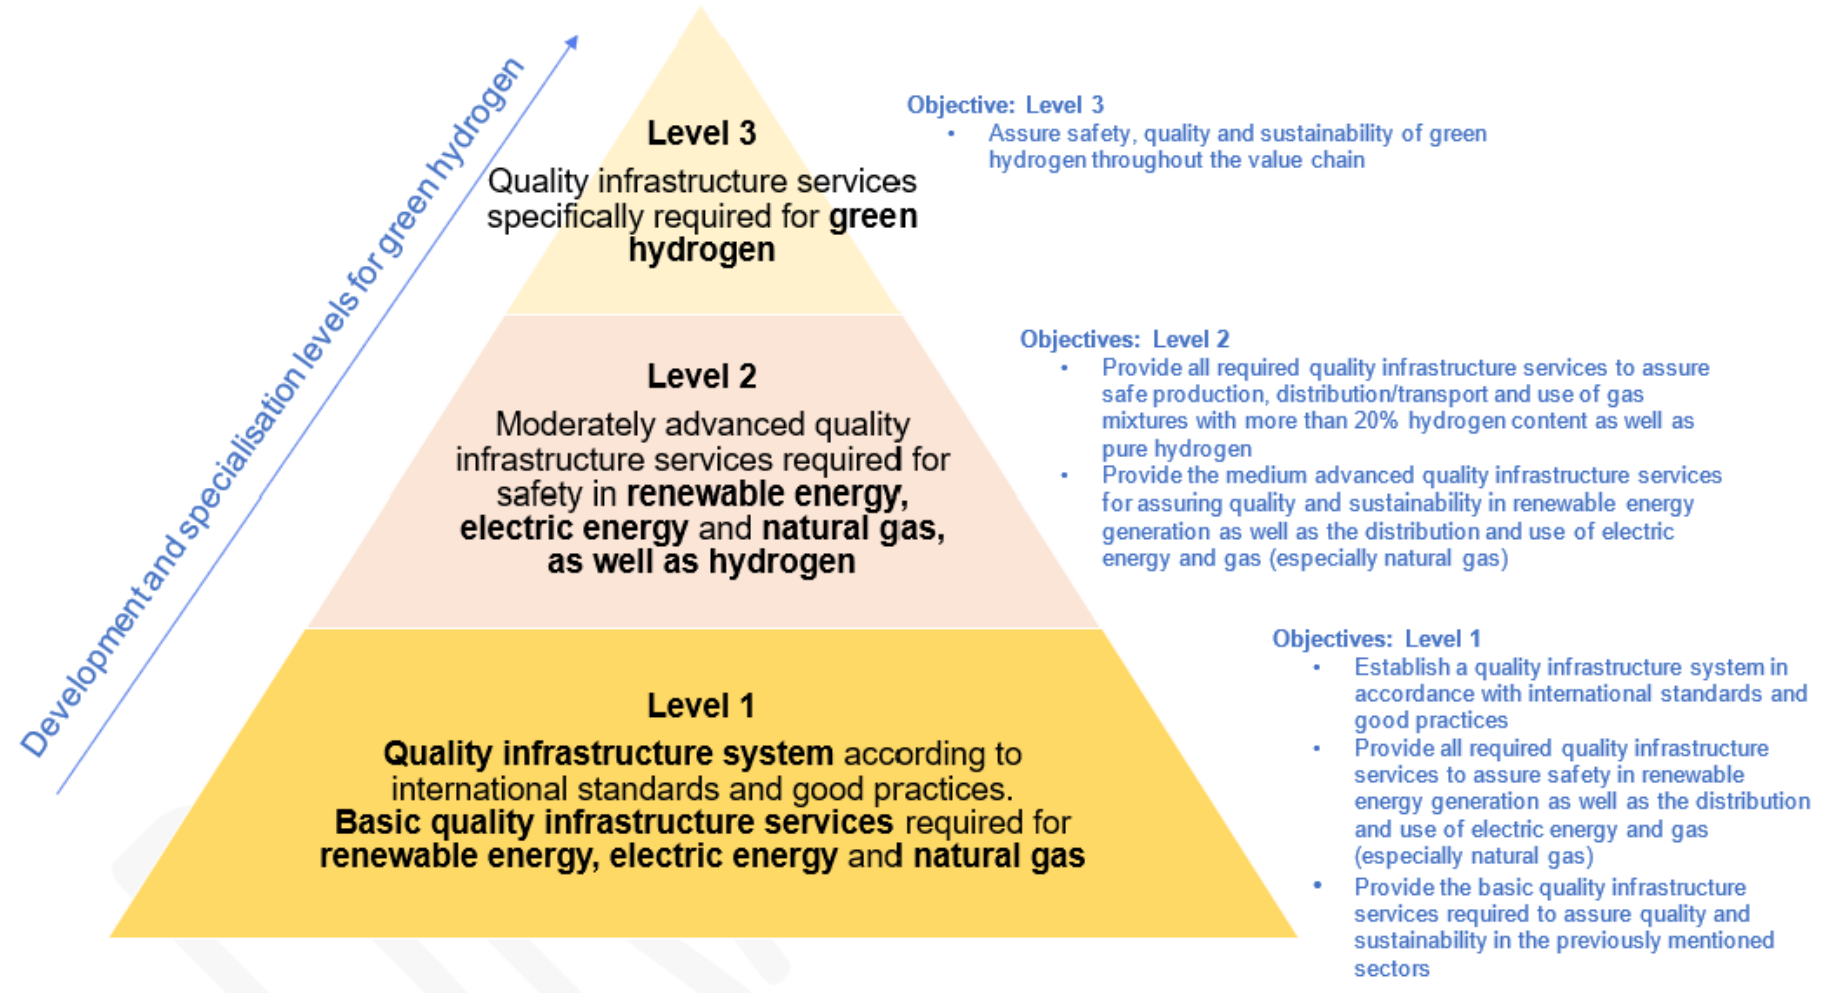 Development and specialisation levels for green hydrogen
Level 3
Quality infrastructure services
specifically required for green
hydrogen
Objective: Level 3
• Assure safety, quality and sustainability of green
hydrogen throughout the value chain
Level 2
Moderately advanced quality
infrastructure services required for
safety in renewable energy,
electric energy and natural gas,
as well as hydrogen
Objectives: Level 2
• Provide all required quality infrastructure services to assure
safe production, distribution/transport and use of gas
mixtures with more than 20% hydrogen content as well as
pure hydrogen
• Provide the medium advanced quality infrastructure services
for assuring quality and sustainability in renewable energy
generation as well as the distribution and use of electric
energy and gas (especially natural gas)
Level 1
Quality infrastructure system according to
international standards and good practices.
Basic quality infrastructure services required for
renewable energy, electric energy and natural gas
Objectives: Level 1
• Establish a quality infrastructure system in
accordance with international standards and
good practices
• Provide all required quality infrastructure
services to assure safety in renewable
energy generation as well as the distribution
and use of electric energy and gas
(especially natural gas)
• Provide the basic quality infrastructure
services required to assure quality and
sustainability in the previously mentioned
sectors